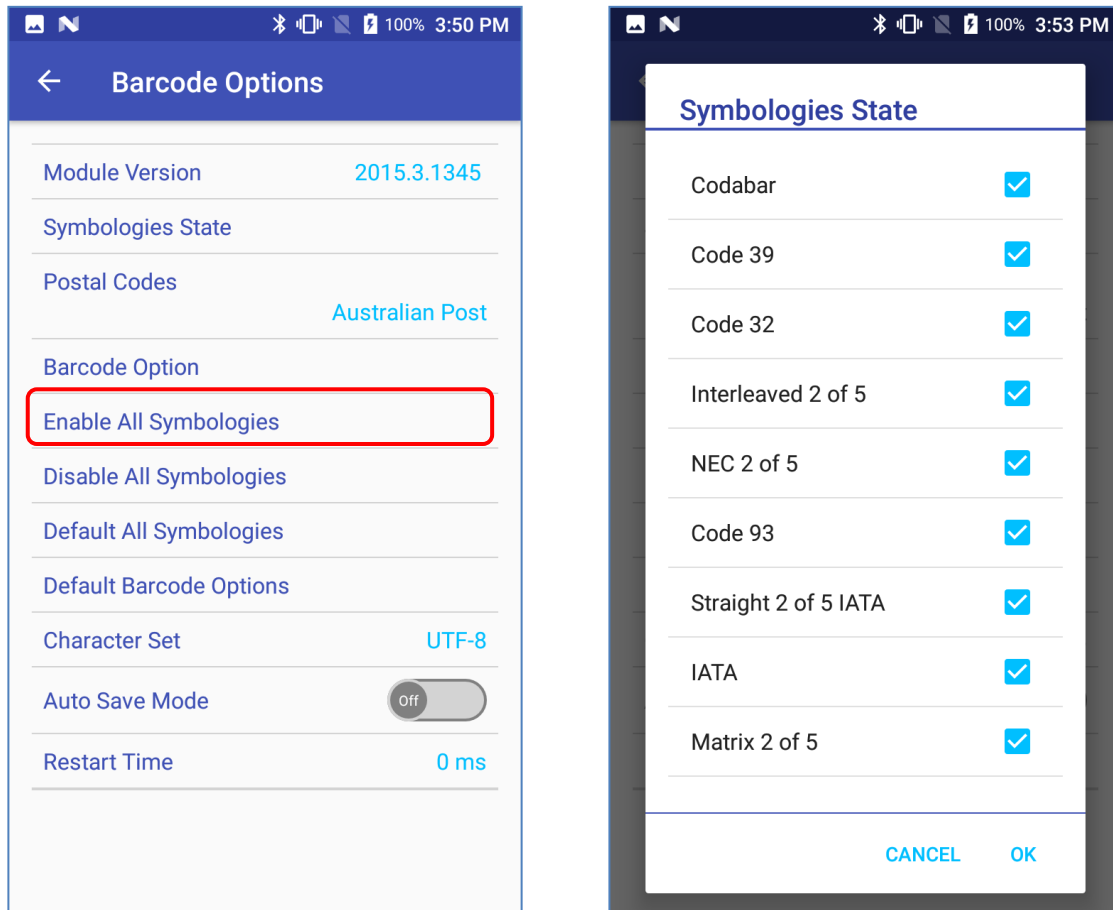 100% 3:50 PM
Barcode Options
Module Version 2015.3.1345
Symbologies State
Postal Codes
Australian Post
Barcode Option
Enable All Symbologies
Disable All Symbologies
Default All Symbologies
Default Barcode Options
Character Set UTF-8
Auto Save Mode Off
Restart Time 0 ms
100% 3:53 PM
Symbologies State
Codabar
Code 39
Code 32
Interleaved 2 of 5
NEC 2 of 5
Code 93
Straight 2 of 5 IATA
IATA
Matrix 2 of 5
CANCEL OK